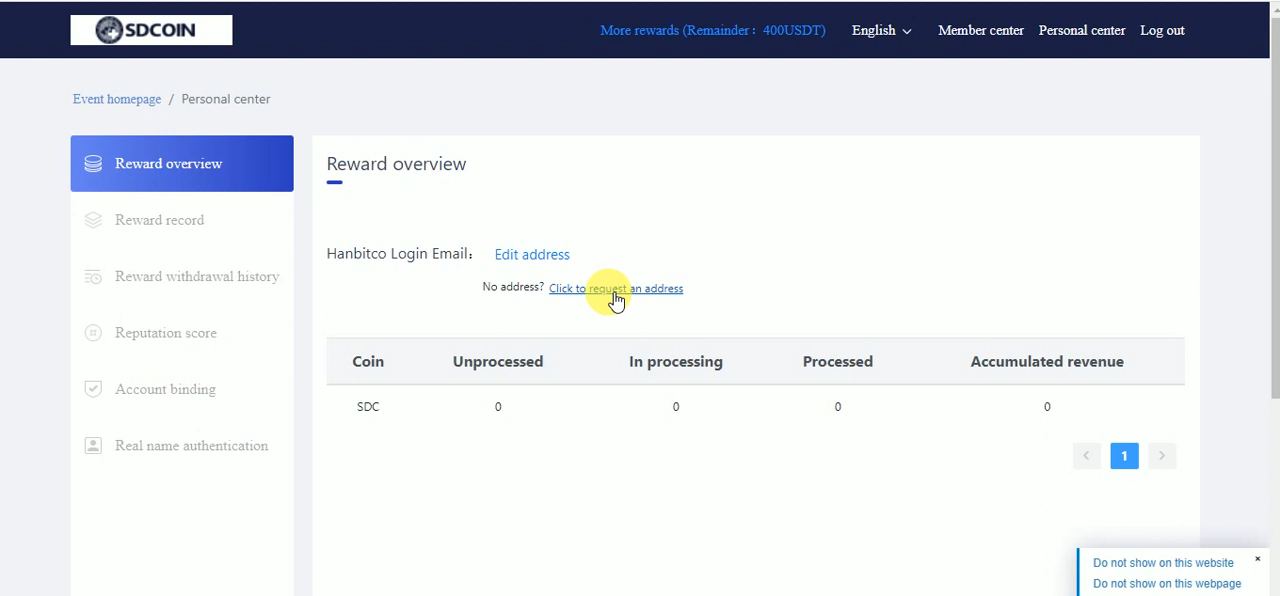 SDCOIN
More rewards (Remainder: 400USDT)
English
Member center
Personal center
Log out
Event homepage / Personal center
Reward overview
Reward record
Reward withdrawal history
Reputation score
Account binding
Real name authentication
Reward overview
Hanbitco Login Email: Edit address
No address? Click to request an address
Coin Unprocessed In processing Processed Accumulated revenue
SDC 0 0 0 0
< 1 >
Do not show on this website ×
Do not show on this webpage